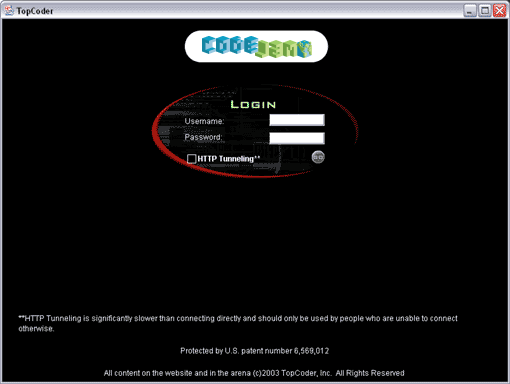 TopCoder
CODE JAM
LOGIN
Username:
Password:
HTTP Tunneling**
GO
**HTTP Tunneling is significantly slower than connecting directly and should only be used by people who are unable to connect
otherwise.
Protected by U.S. patent number 6,569,012
All content on the website and in the arena (c)2003 TopCoder, Inc. All Rights Reserved